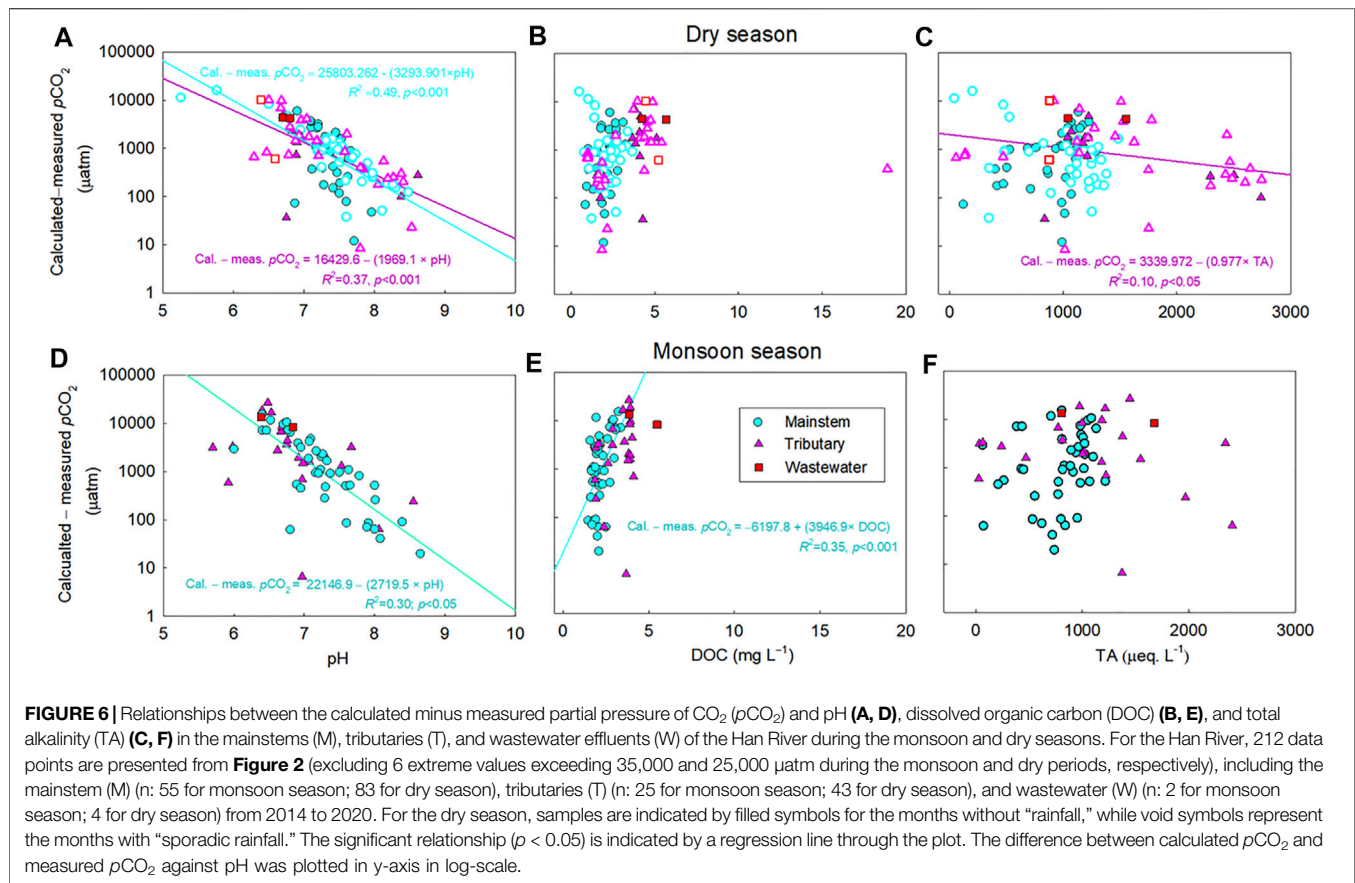 A
B
Dry season
C
Calculated–measured pCO2
(µatm)
100000
10000
1000
100
10
1
Cal. – meas. pCO2 = 25803.262 - (3293.901×pH)
R2 =0.49, p<0.001
Cal. – meas. pCO2 = 16429.6 – (1969.1 × pH)
R2=0.37, p<0.001
5 6 7 8 9 10
0 5 10 15 20
Cal. – meas. pCO2 =3339.972 – (0.977× TA)
R2=0.10, p<0.05
0 1000 2000 3000
D
E
Monsoon season
F
Calcualted – measured pCO2
(µatm)
100000
10000
1000
100
10
1
Cal. – meas. pCO2 = 22146.9 – (2719.5 × pH)
R2=0.30; p<0.05
5 6 7 8 9 10
pH
Mainstem
Tributary
Wastewater
Cal. – meas. pCO2 = –6197.8 + (3946.9× DOC)
R2=0.35, p<0.001
0 5 10 15 20
DOC (mg L–1)
0 1000 2000 3000
TA (µeq. L–1)
FIGURE 6 | Relationships between the calculated minus measured partial pressure of CO2 (pCO2) and pH (A, D), dissolved organic carbon (DOC) (B, E), and total
alkalinity (TA) (C, F) in the mainstems (M), tributaries (T), and wastewater effluents (W) of the Han River during the monsoon and dry seasons. For the Han River, 212 data
points are presented from Figure 2 (excluding 6 extreme values exceeding 35,000 and 25,000 µatm during the monsoon and dry periods, respectively), including the
mainstem (M) (n: 55 for monsoon season; 83 for dry season), tributaries (T) (n: 25 for monsoon season; 43 for dry season), and wastewater (W) (n: 2 for monsoon
season; 4 for dry season) from 2014 to 2020. For the dry season, samples are indicated by filled symbols for the months without “rainfall,” while void symbols represent
the months with “sporadic rainfall.” The significant relationship (p < 0.05) is indicated by a regression line through the plot. The difference between calculated pCO2 and
measured pCO2 against pH was plotted in y-axis in log-scale.